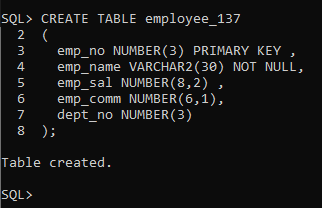 SQL> CREATE TABLE employee_137
  2  (
  3    emp_no NUMBER(3) PRIMARY KEY ,
  4    emp_name VARCHAR2(30) NOT NULL,
  5    emp_sal NUMBER(8,2) ,
  6    emp_comm NUMBER(6,1),
  7    dept_no NUMBER(3)
  8  );
Table created.
SQL>